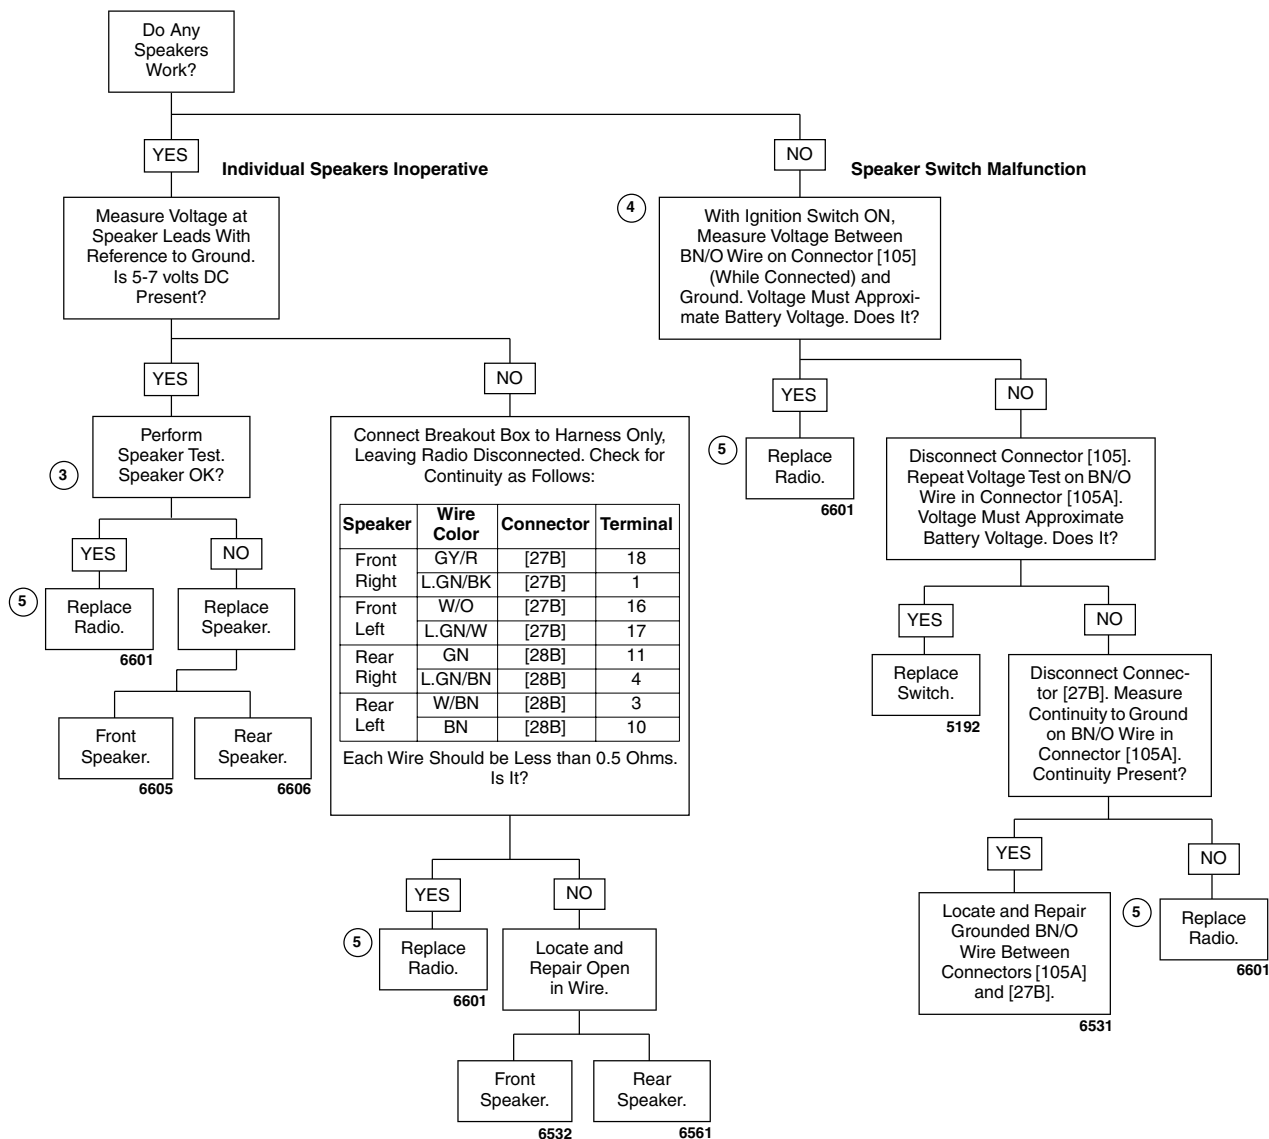 Do Any
Speakers
Work?
YES
Individual Speakers Inoperative
NO
Speaker Switch Malfunction
Measure Voltage at
Speaker Leads With
Reference to Ground.
Is 5-7 volts DC
Present?
4
With Ignition Switch ON,
Measure Voltage Between
BN/O Wire on Connector [105]
(While Connected) and
Ground. Voltage Must Approxi-
mate Battery Voltage. Does It?
YES
NO
YES
NO
3
Perform
Speaker Test.
Speaker OK?
Connect Breakout Box to Harness Only,
Leaving Radio Disconnected. Check for
Continuity as Follows:
Speaker Wire Color Connector Terminal
Front Right GY/R [27B] 18
L.GN/BK [27B] 1
Front Left W/O [27B] 16
L.GN/W [27B] 17
Rear Right GN [28B] 11
L.GN/BN [28B] 4
Rear Left W/BN [28B] 3
BN [28B] 10
Each Wire Should be Less than 0.5 Ohms.
Is It?
5
Replace
Radio.
6601
Disconnect Connector [105].
Repeat Voltage Test on BN/O
Wire in Connector [105A].
Voltage Must Approximate
Battery Voltage. Does It?
YES
NO
5
Replace
Radio.
6601
Replace
Speaker.
Front
Speaker.
6605
Rear
Speaker.
6606
YES
NO
Replace
Switch.
5192
Disconnect Connec-
tor [27B]. Measure
Continuity to Ground
on BN/O Wire in
Connector [105A].
Continuity Present?
YES
NO
5
Replace
Radio.
6601
Locate and
Repair Open
in Wire.
Front
Speaker.
6532
Rear
Speaker.
6561
YES
NO
Locate and Repair
Grounded BN/O
Wire Between
Connectors [105A]
and [27B].
6531
5
Replace
Radio.
6601